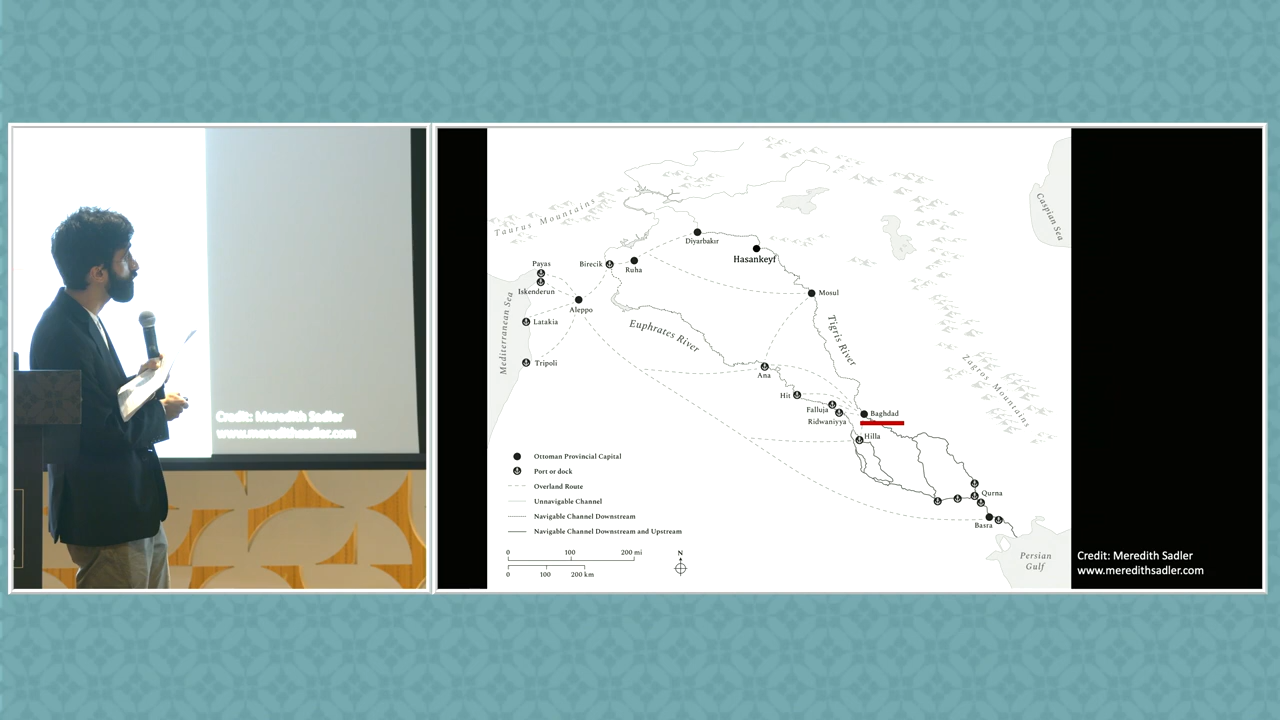 Credit: Meredith Sadler
www.meredithsadler.com
Taurus Mountains
Caspian Sea
Diyarbakır
Hasankeyf
Payas
Birecik
Ruha
Iskenderun
Mosul
Aleppo
Mediterranean Sea
Latakia
Euphrates River
Tigris River
Tripoli
Zagros Mountains
Ana
Hit
Falluja
Baghdad
Ridwaniyya
Hilla
Ottoman Provincial Capital
Port or dock
Overland Route
Unnavigable Channel
Navigable Channel Downstream
Navigable Channel Downstream and Upstream
Qurna
Basra
Persian
Gulf
0 100 200 mi
0 100 200 km
N
Credit: Meredith Sadler
www.meredithsadler.com